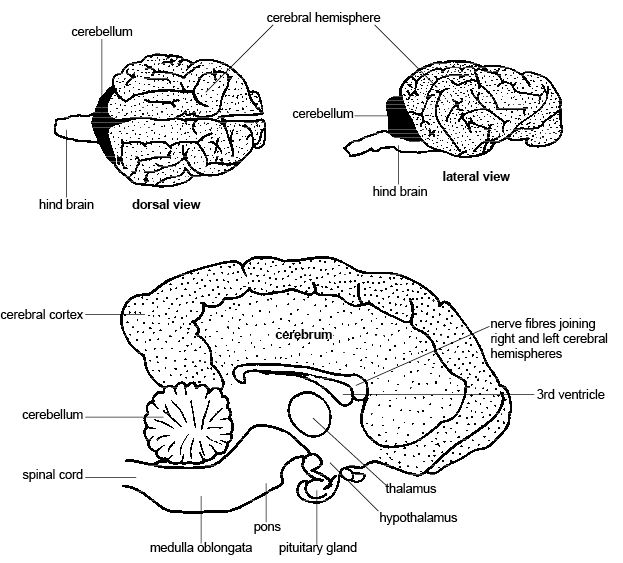 cerebral hemisphere
cerebellum
cerebellum
hind brain
dorsal view
hind brain
lateral view
cerebral cortex
cerebrum
nerve fibres joining
right and left cerebral
hemispheres
3rd ventricle
cerebellum
spinal cord
thalamus
hypothalamus
pons
medulla oblongata
pituitary gland